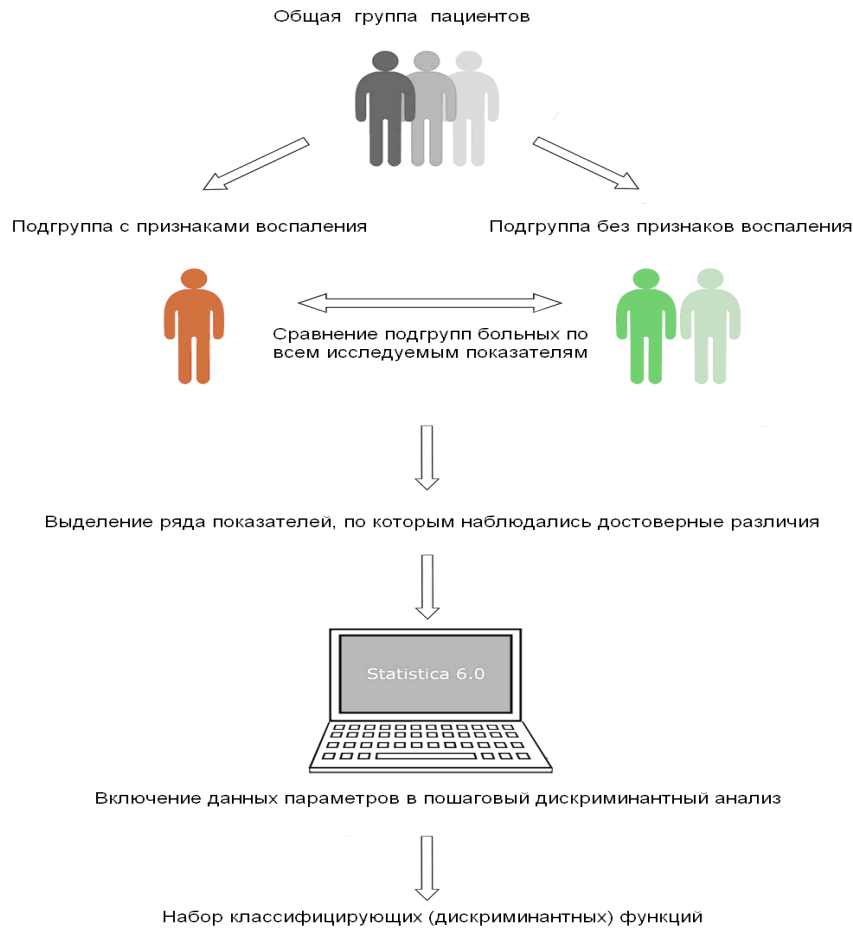 Общая группа пациентов
Подгруппа с признаками воспаления
Подгруппа без признаков воспаления
Сравнение подгрупп больных по
всем исследуемым показателям
Выделение ряда показателей, по которым наблюдались достоверные различия
Statistica 6.0
Включение данных параметров в пошаговый дискриминантный анализ
Набор классифицирующих (дискриминантных) функций